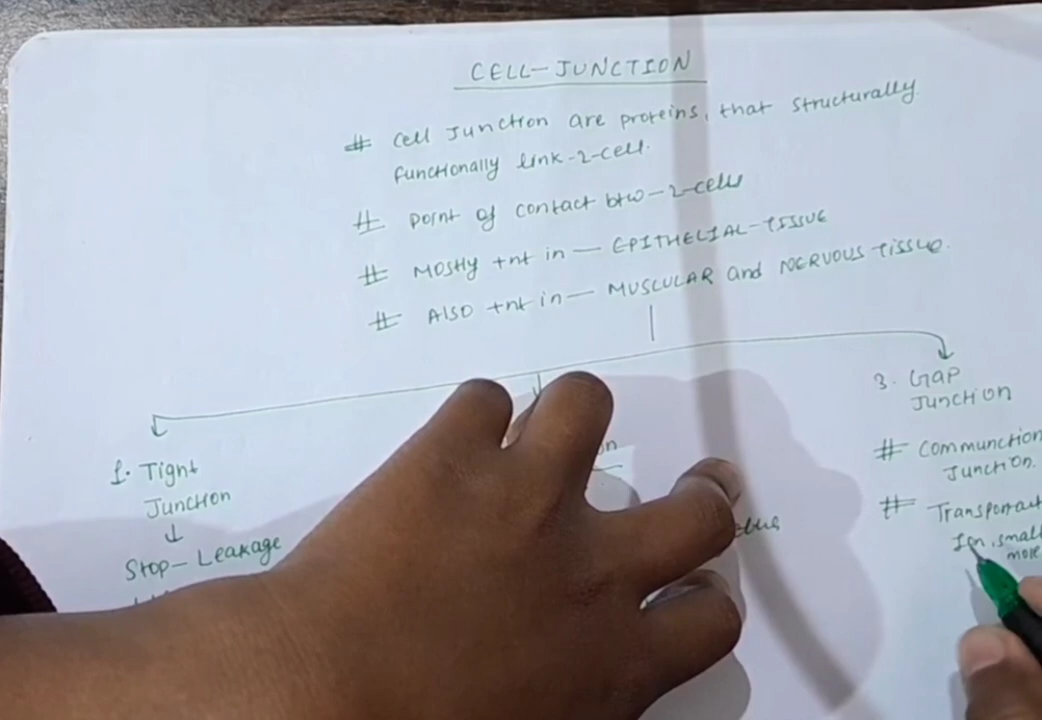 CELL-JUNCTION
# Cell Junction are proteins, that structurally
functionally link-2-cell.
# Point of contact btw-2-cells
# Mostly +nt in — EPITHELIAL-TISSUE
# Also +nt in — MUSCULAR and NERVOUS TISSUE.
3. Gap
Junction
# Communction
Junction.
1. Tight
Junction
↓
Stop-Leakage
# 
Ion, small